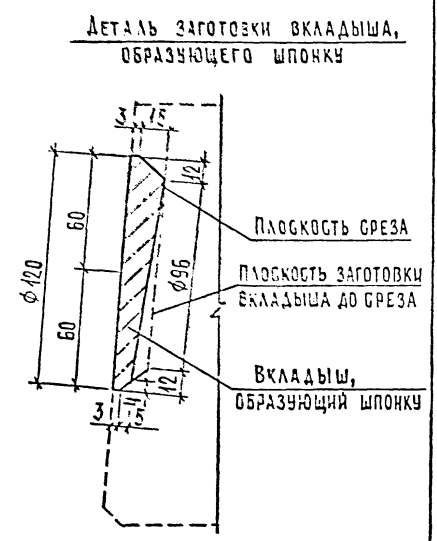 Деталь заготовки вкладыша,
образующего шпонку
3 15
12
60
Плоскость среза
Ф120
Ф96
Плоскость заготовки
вкладыша до среза
60
Вкладыш,
образующий шпонку
12
3 5